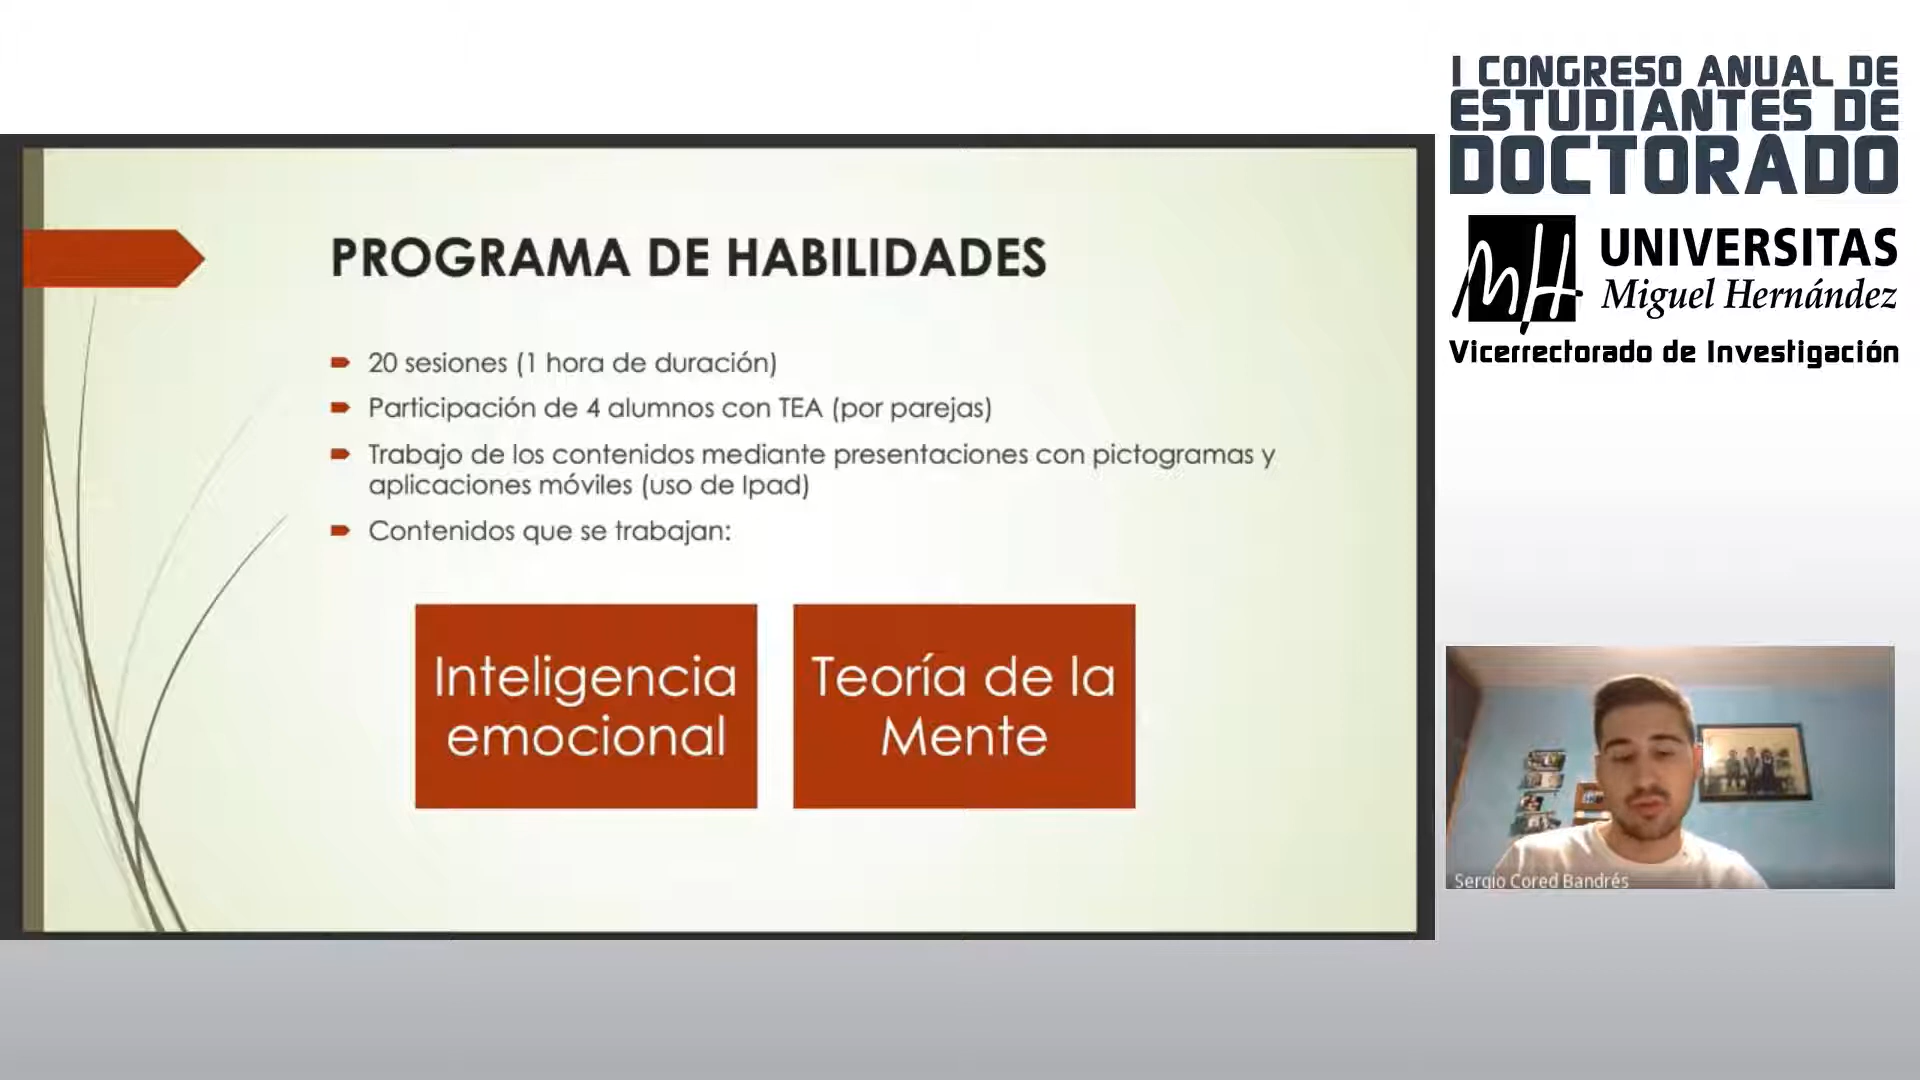 I CONGRESO ANUAL DE
ESTUDIANTES DE
DOCTORADO
UNIVERSITAS
Miguel Hernández
Vicerrectorado de Investigación
PROGRAMA DE HABILIDADES
20 sesiones (1 hora de duración)
Participación de 4 alumnos con TEA (por parejas)
Trabajo de los contenidos mediante presentaciones con pictogramas y
aplicaciones móviles (uso de Ipad)
Contenidos que se trabajan:
Inteligencia
emocional
Teoría de la
Mente
Sergio Cored Bandrés